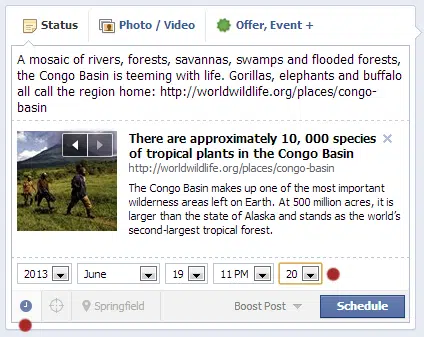 Status Photo / Video Offer, Event +
A mosaic of rivers, forests, savannas, swamps and flooded forests,
the Congo Basin is teeming with life. Gorillas, elephants and buffalo
all call the region home: http://worldwildlife.org/places/congo-
basin
There are approximately 10, 000 species
of tropical plants in the Congo Basin
http://worldwildlife.org/places/congo-basin
The Congo Basin makes up one of the most important
wilderness areas left on Earth. At 500 million acres, it is
larger than the state of Alaska and stands as the world's
second-largest tropical forest.
2013 June 19 11 PM 20
Springfield Boost Post Schedule